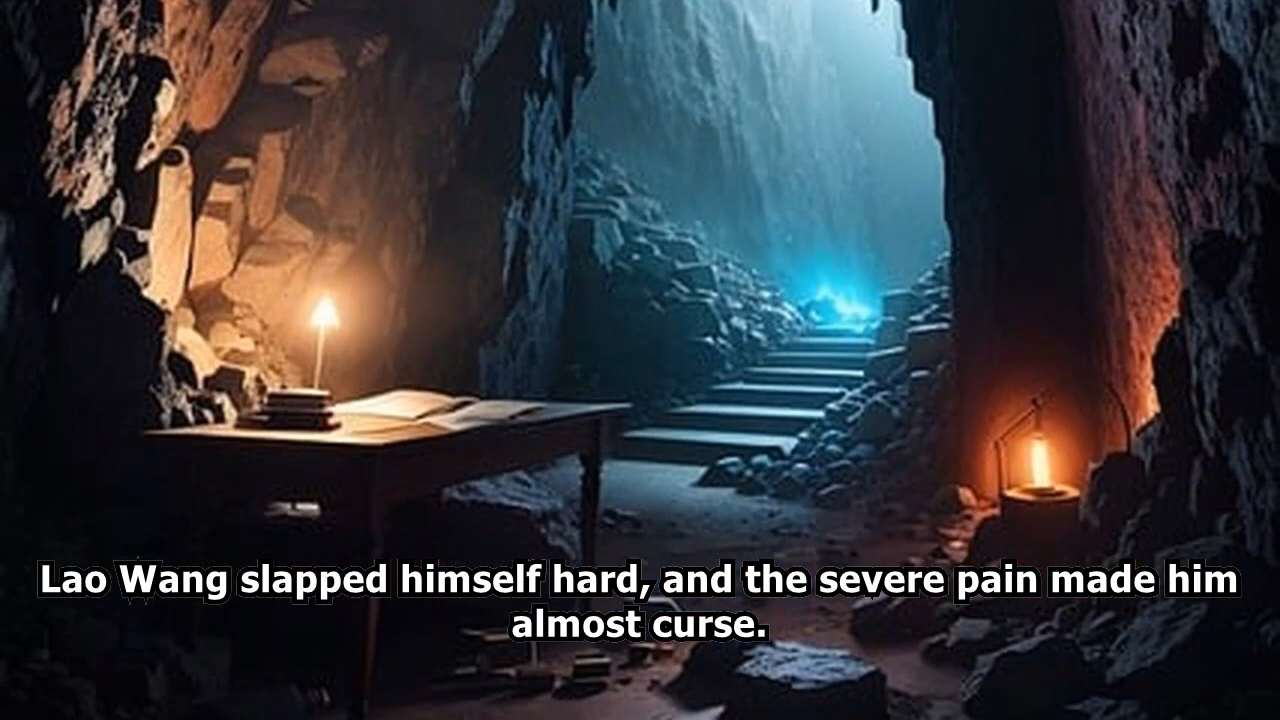 Lao Wang slapped himself hard, and the severe pain made him
almost curse.